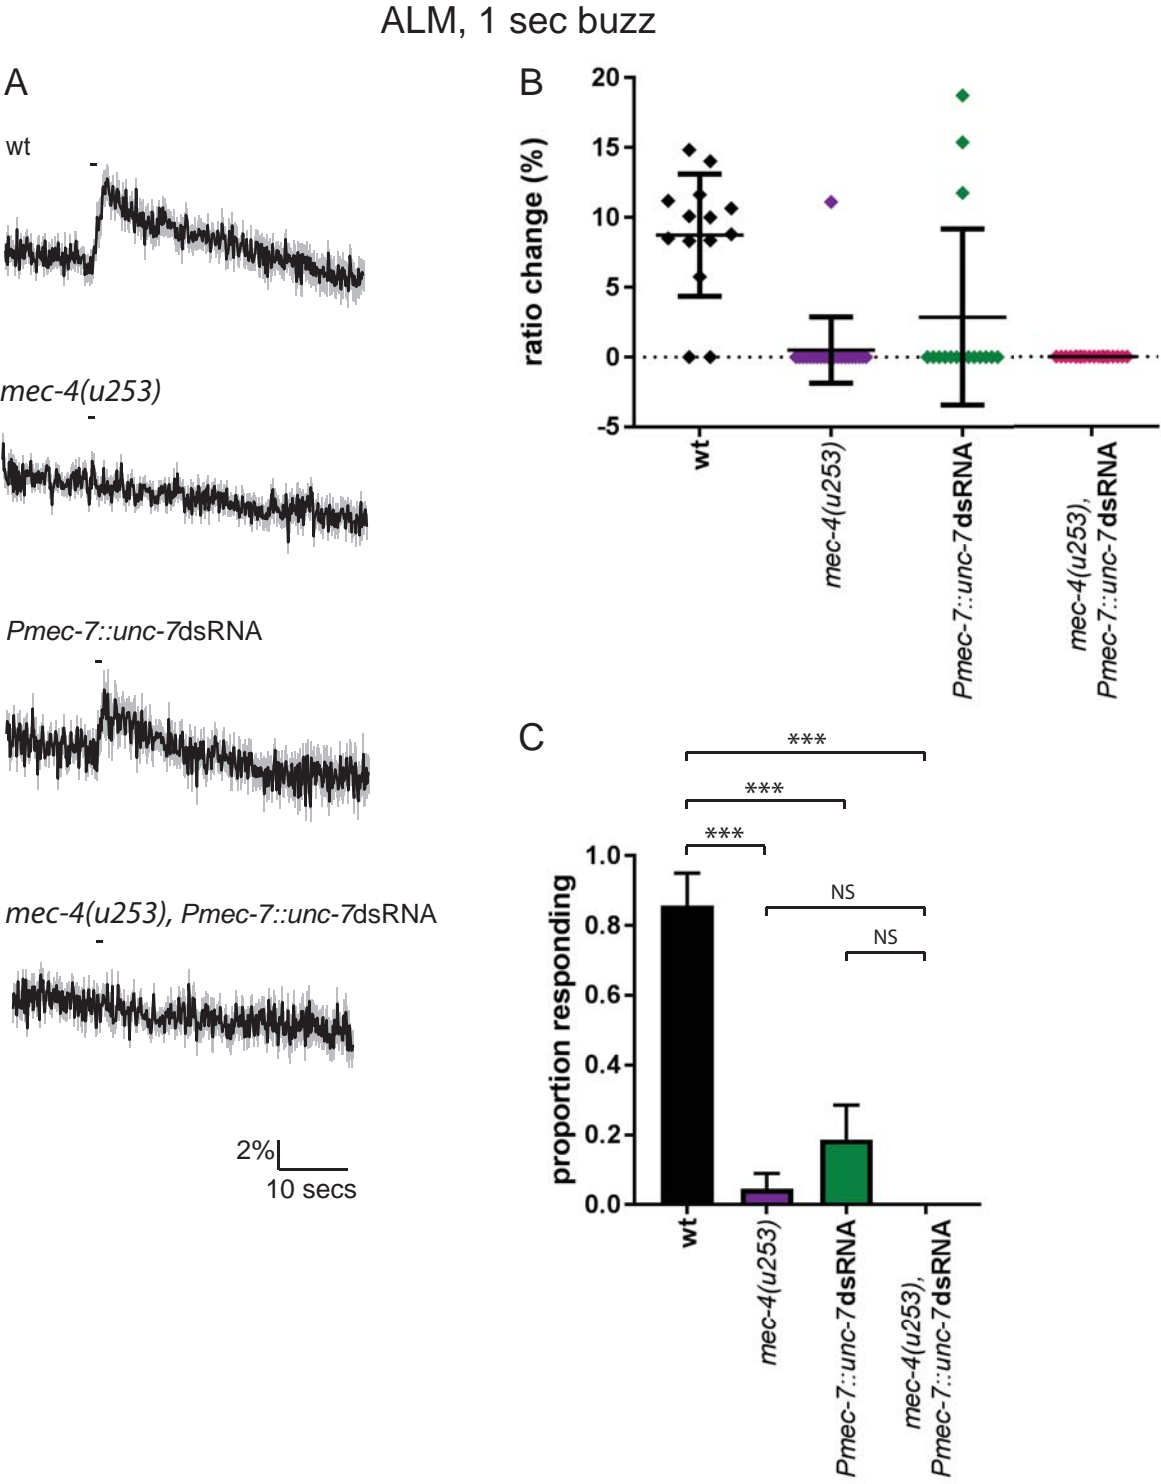 ALM, 1 sec buzz
A
wt
mec-4(u253)
Pmec-7::unc-7dsRNA
mec-4(u253), Pmec-7::unc-7dsRNA
2%
10 secs
B
ratio change (%)
20
15
10
5
0
-5
wt
mec-4(u253)
Pmec-7::unc-7dsRNA
mec-4(u253),
Pmec-7::unc-7dsRNA
C
***
***
***
NS
NS
proportion responding
1.0
0.8
0.6
0.4
0.2
0.0
wt
mec-4(u253)
Pmec-7::unc-7dsRNA
mec-4(u253),
Pmec-7::unc-7dsRNA